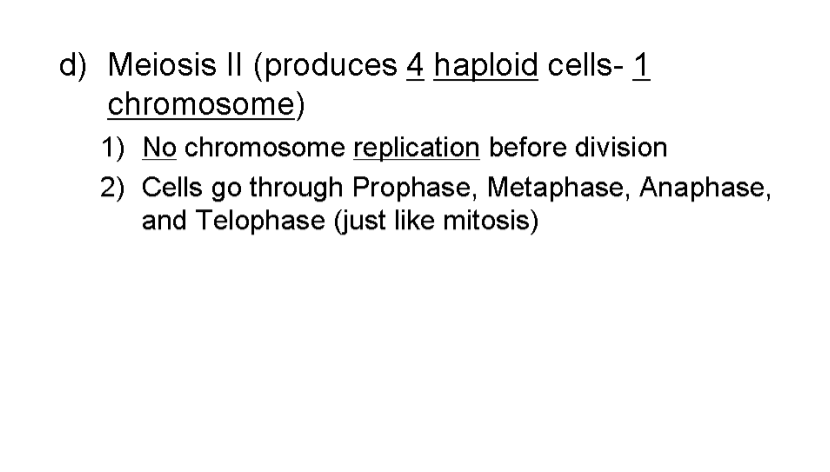 d) Meiosis II (produces 4 haploid cells- 1
chromosome)
1) No chromosome replication before division
2) Cells go through Prophase, Metaphase, Anaphase,
and Telophase (just like mitosis)